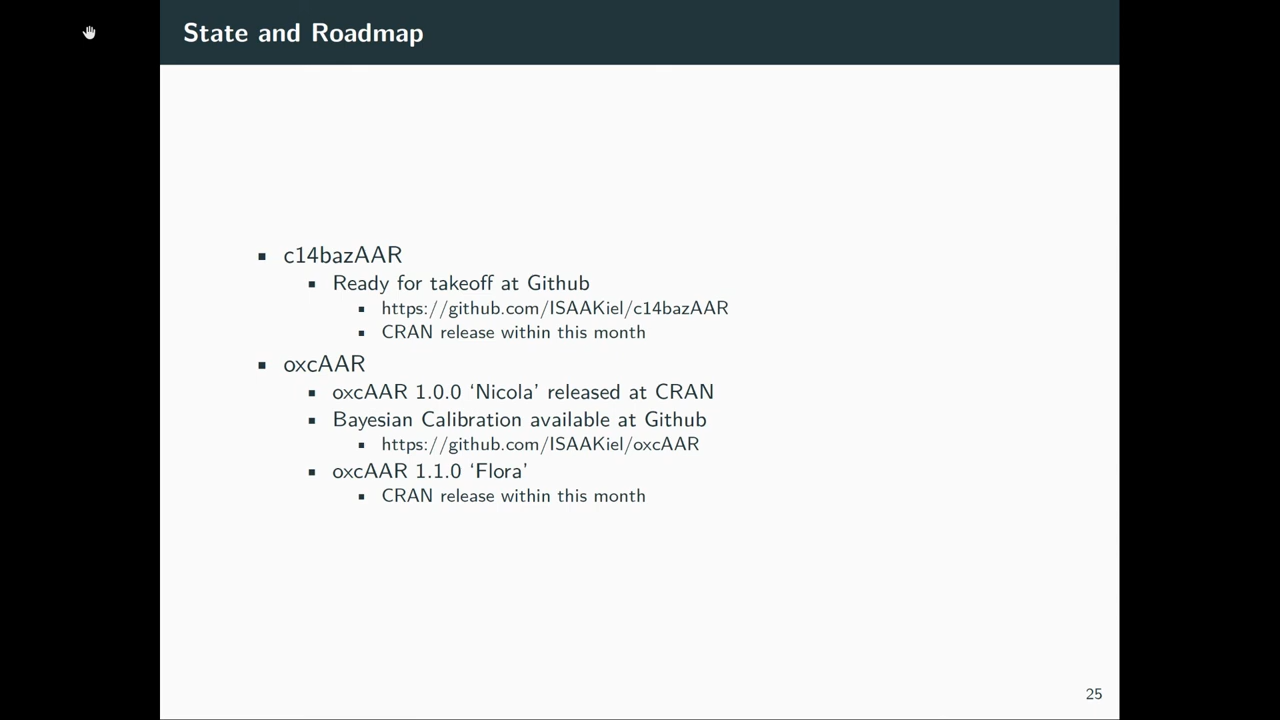 State and Roadmap
c14bazAAR
Ready for takeoff at Github
https://github.com/ISAAKiel/c14bazAAR
CRAN release within this month
oxcAAR
oxcAAR 1.0.0 ‘Nicola’ released at CRAN
Bayesian Calibration available at Github
https://github.com/ISAAKiel/oxcAAR
oxcAAR 1.1.0 ‘Flora’
CRAN release within this month
25